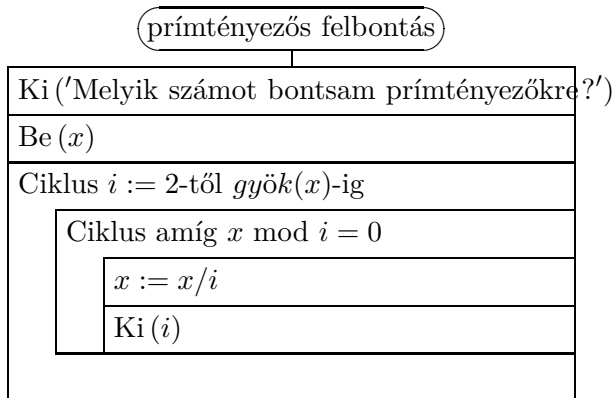 prímtényezős felbontás
Ki ('Melyik számot bontsam prímtényezőkre?')
Be (x)
Ciklus i := 2-től gyök(x)-ig
Ciklus amíg x mod i = 0
x := x/i
Ki (i)